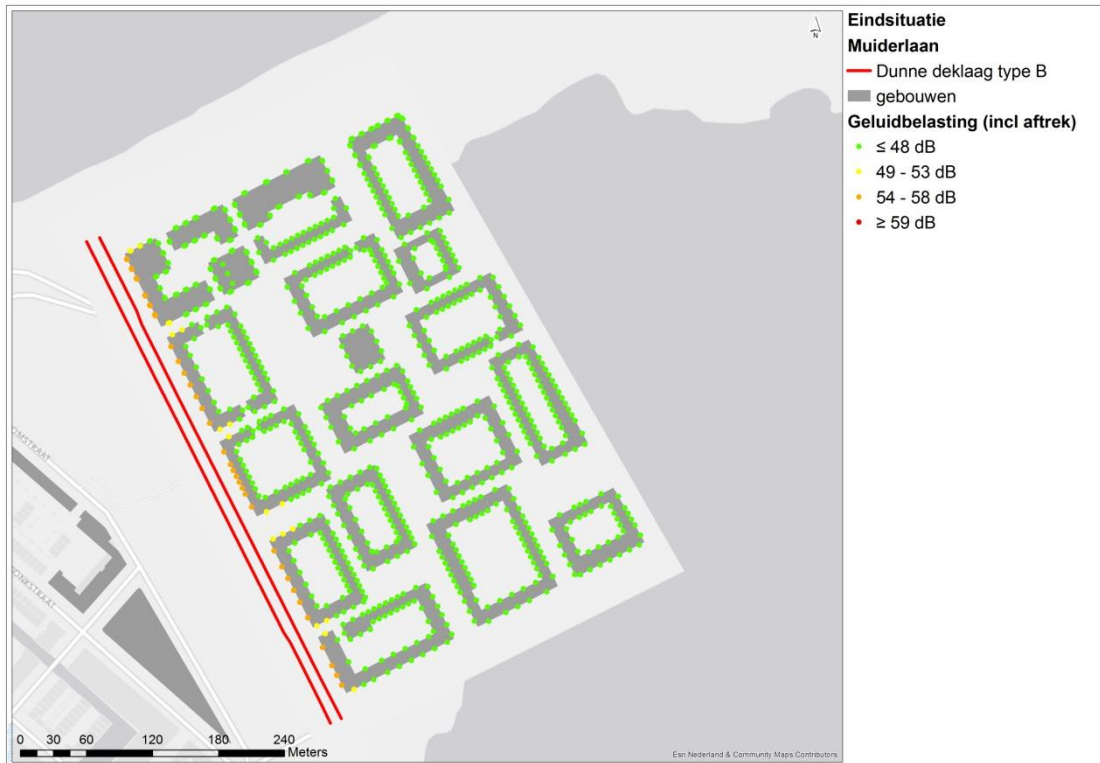 N
Eindsituatie
Muiderlaan
Dunne deklaag type B
gebouwen
Geluidbelasting (incl aftrek)
≤ 48 dB
49 - 53 dB
54 - 58 dB
≥ 59 dB
0 30 60 120 180 240
Meters
Esri Nederland & Community Maps Contributors